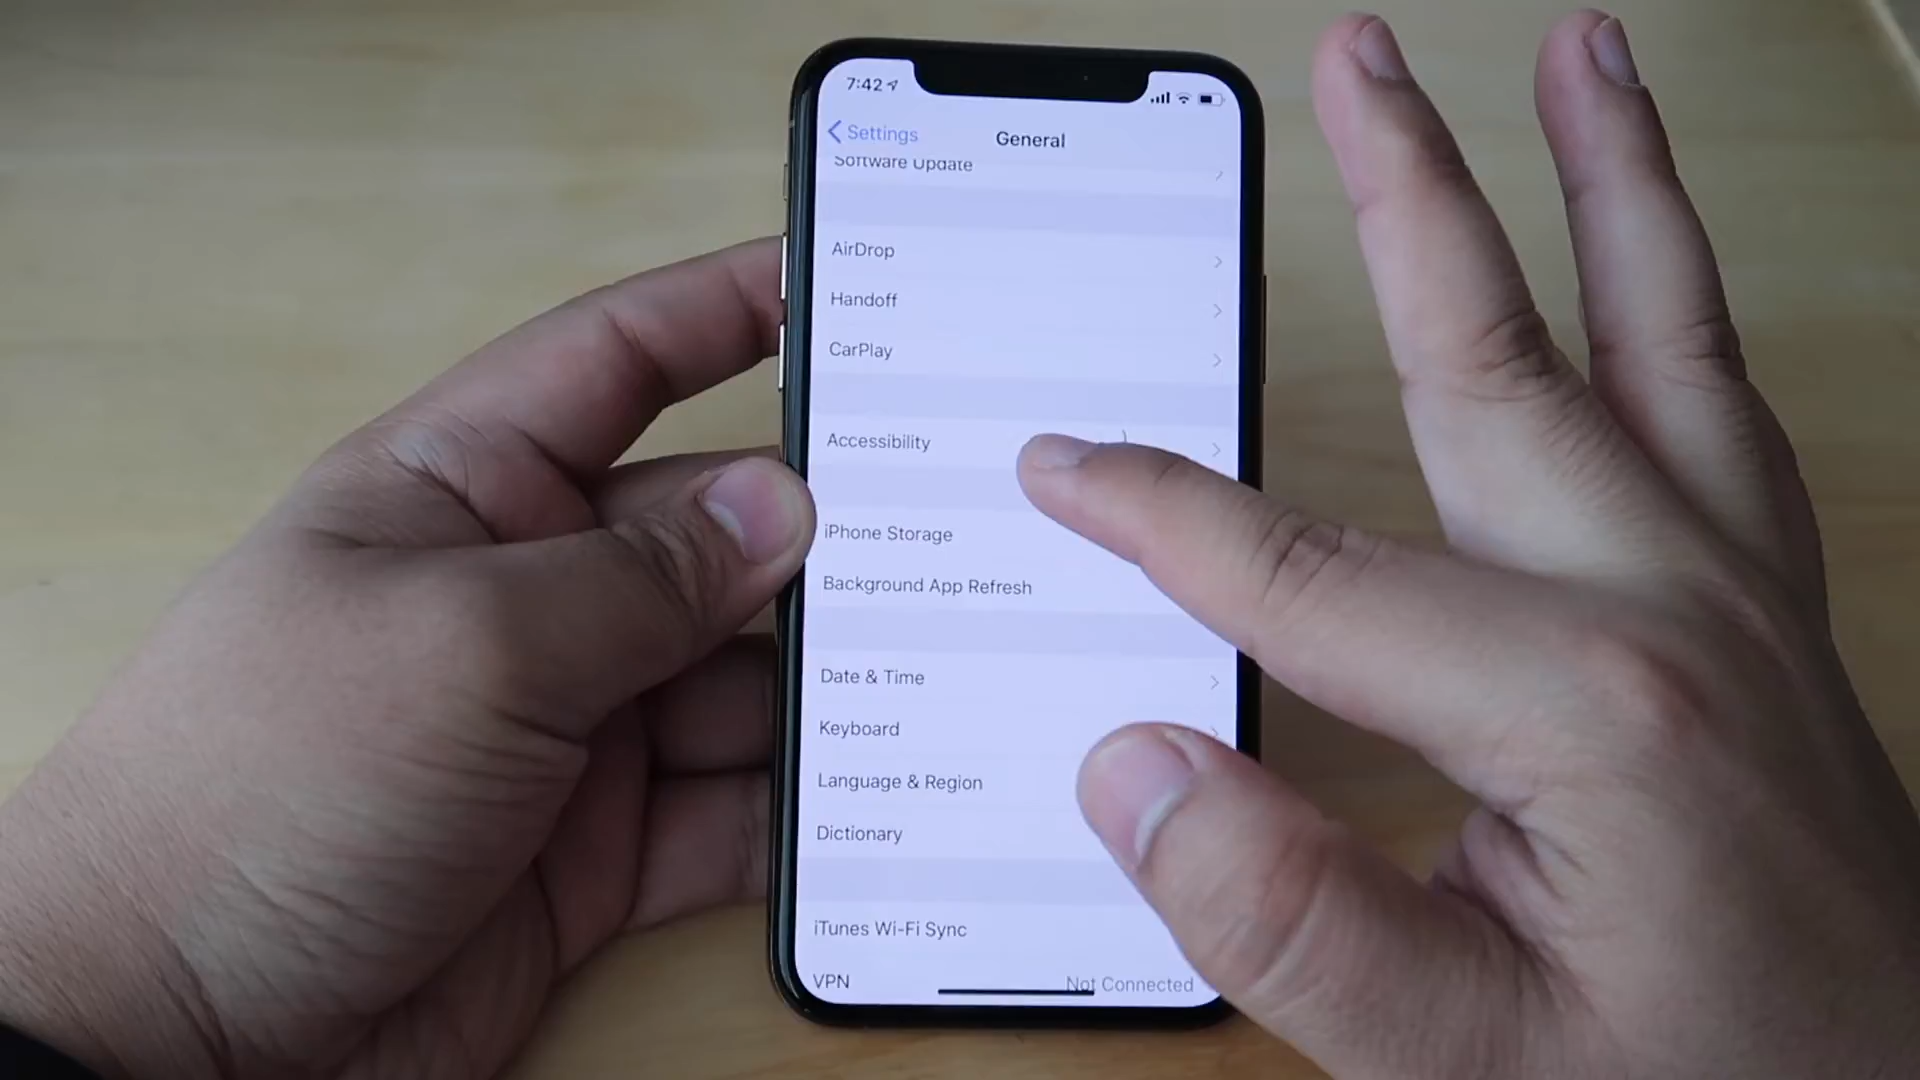 7:42
Settings
General
Software Update
AirDrop
Handoff
CarPlay
Accessibility
iPhone Storage
Background App Refresh
Date & Time
Keyboard
Language & Region
Dictionary
iTunes Wi-Fi Sync
VPN Not Connected